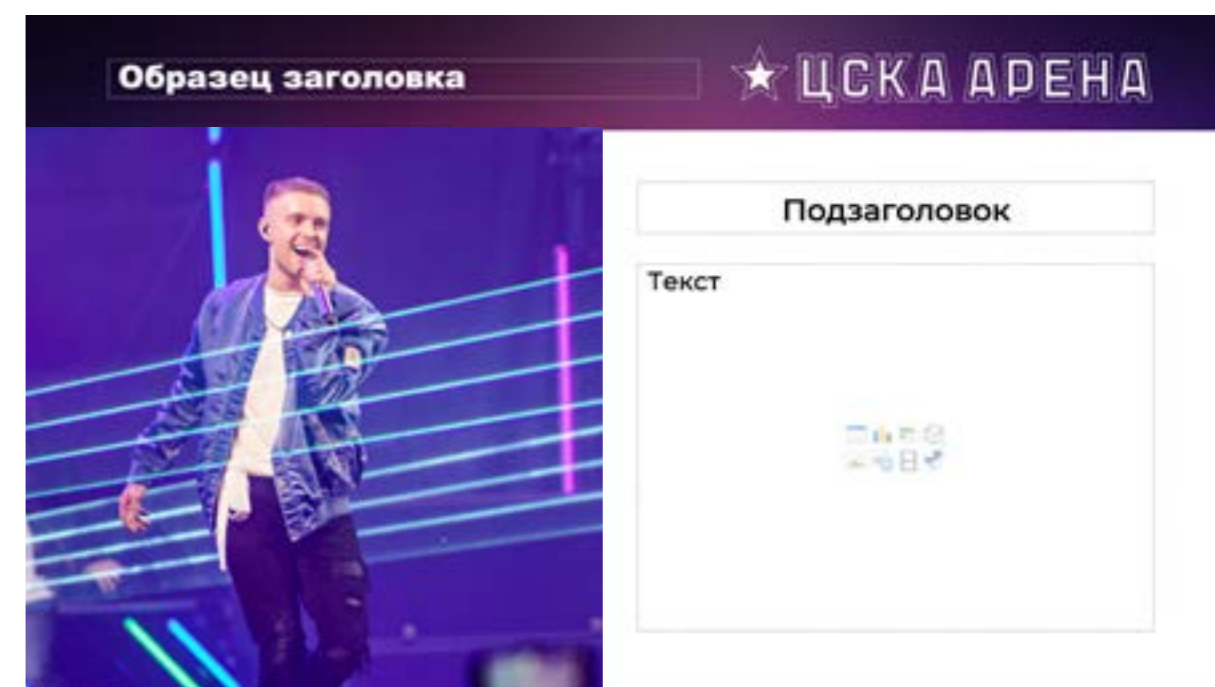 Образец заголовка
ЦСКА АРЕНА
Подзаголовок
Текст